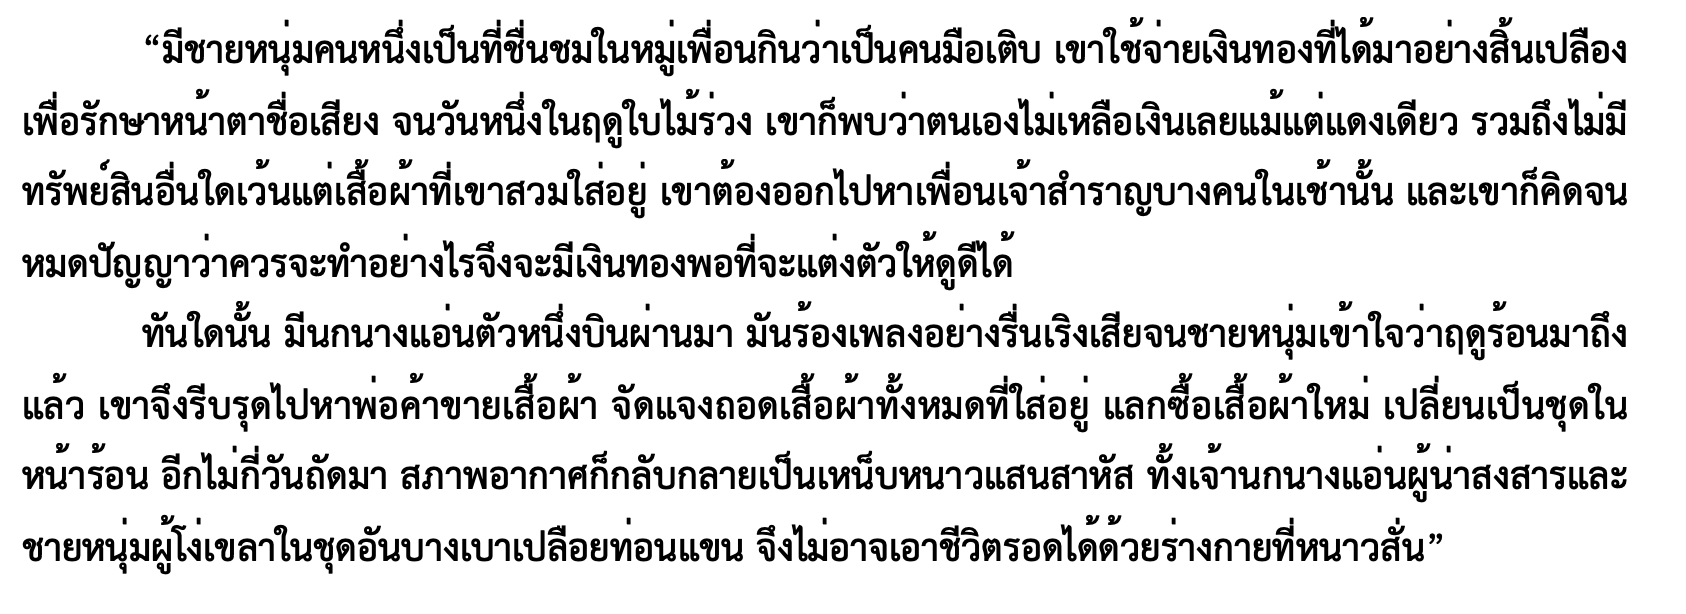 “มีชายหนุ่มคนหนึ่งเป็นที่ชื่นชมในหมู่เพื่อนกินว่าเป็นคนมือเติบ เขาใช้จ่ายเงินทองที่ได้มาอย่างสิ้นเปลือง
เพื่อรักษาหน้าตาชื่อเสียง จนวันหนึ่งในฤดูใบไม้ร่วง เขาก็พบว่าตนเองไม่เหลือเงินเลยแม้แต่แดงเดียว รวมถึงไม่มี
ทรัพย์สินอื่นใดเว้นแต่เสื้อผ้าที่เขาสวมใส่อยู่ เขาต้องออกไปหาเพื่อนเจ้าสำราญบางคนในเช้านั้น และเขาก็คิดจน
หมดปัญญาว่าควรจะทำอย่างไรจึงจะมีเงินทองพอที่จะแต่งตัวให้ดูดีได้
ทันใดนั้น มีนกนางแอ่นตัวหนึ่งบินผ่านมา มันร้องเพลงอย่างรื่นเริงเสียจนชายหนุ่มเข้าใจว่าฤดูร้อนมาถึง
แล้ว เขาจึงรีบรุดไปหาพ่อค้าขายเสื้อผ้า จัดแจงถอดเสื้อผ้าทั้งหมดที่ใส่อยู่ แลกซื้อเสื้อผ้าใหม่ เปลี่ยนเป็นชุดใน
หน้าร้อน อีกไม่กี่วันถัดมา สภาพอากาศก็กลับกลายเป็นเหน็บหนาวแสนสาหัส ทั้งเจ้านกนางแอ่นผู้น่าสงสารและ
ชายหนุ่มผู้โง่เขลาในชุดอันบางเบาเปลือยท่อนแขน จึงไม่อาจเอาชีวิตรอดได้ด้วยร่างกายที่หนาวสั่น”